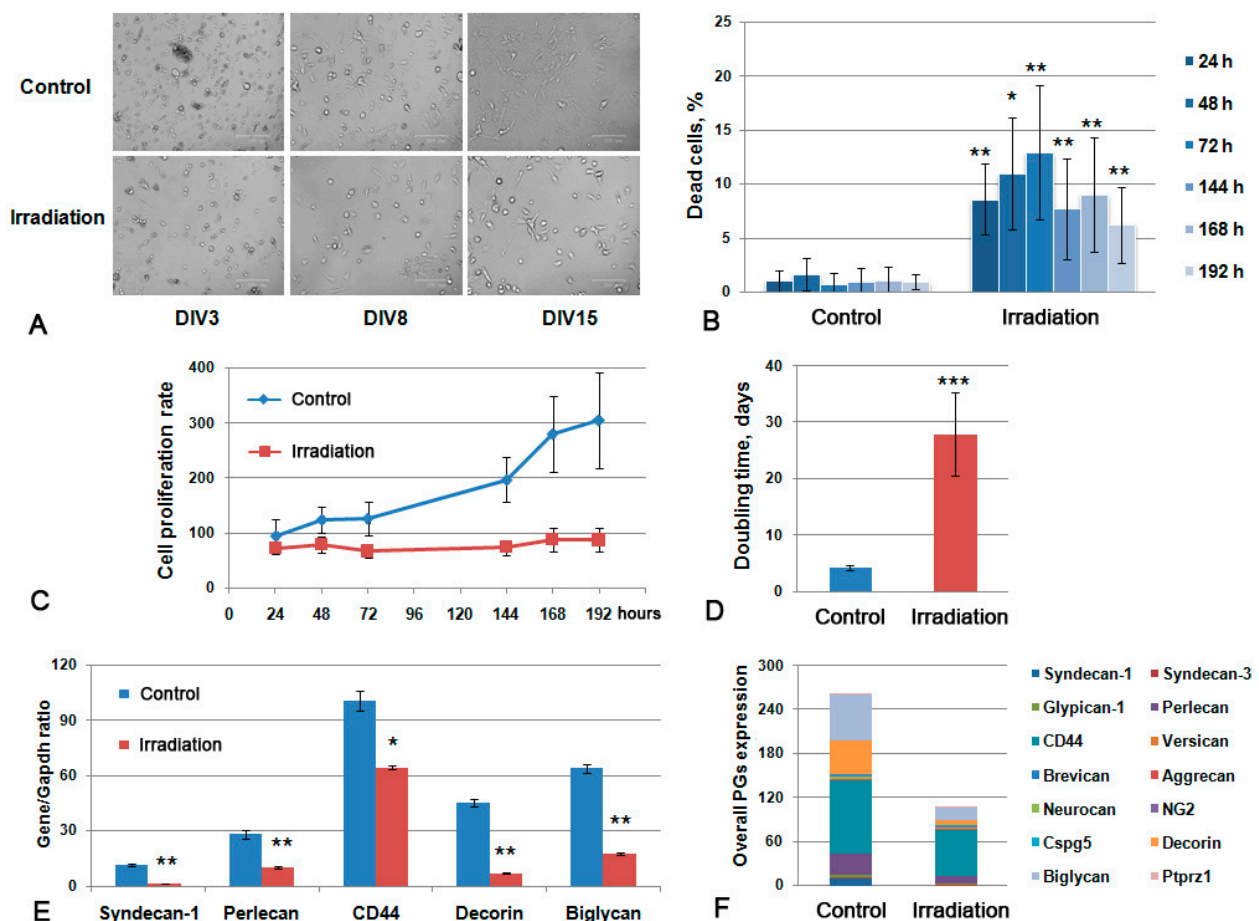 Control
Irradiation
DIV3 DIV8 DIV15
A
Dead cells, %
25
20
15
10
5
0
** * ** ** ** **
Control Irradiation
24 h
48 h
72 h
144 h
168 h
192 h
B
Cell proliferation rate
400
300
200
100
0
Control
Irradiation
0 24 48 72 96 120 144 168 192 hours
C
Doubling time, days
40
30
20
10
0
***
Control Irradiation
D
Gene/Gapdh ratio
120
90
60
30
0
Control
Irradiation
** ** * ** **
Syndecan-1 Perlecan CD44 Decorin Biglycan
E
Overall PGs expression
300
240
180
120
60
0
Control Irradiation
Syndecan-1 Syndecan-3
Glypican-1 Perlecan
CD44 Versican
Brevican Aggrecan
Neurocan NG2
Cspg5 Decorin
Biglycan Ptprz1
F